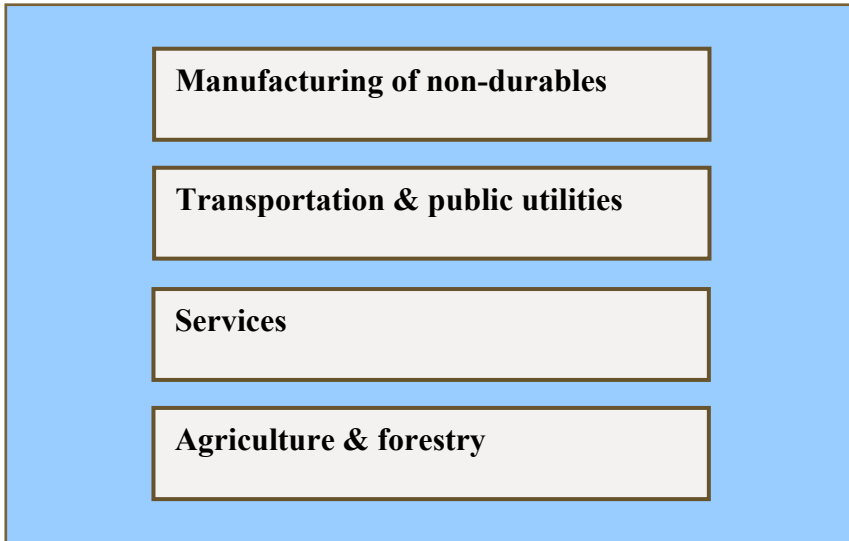 Manufacturing of non-durables
Transportation & public utilities
Services
Agriculture & forestry